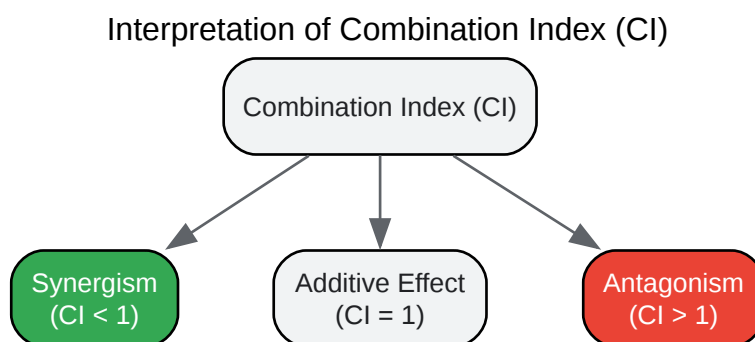 Interpretation of Combination Index (CI)
Combination Index (CI)
Synergism
(CI < 1)
Additive Effect
(CI = 1)
Antagonism
(CI > 1)